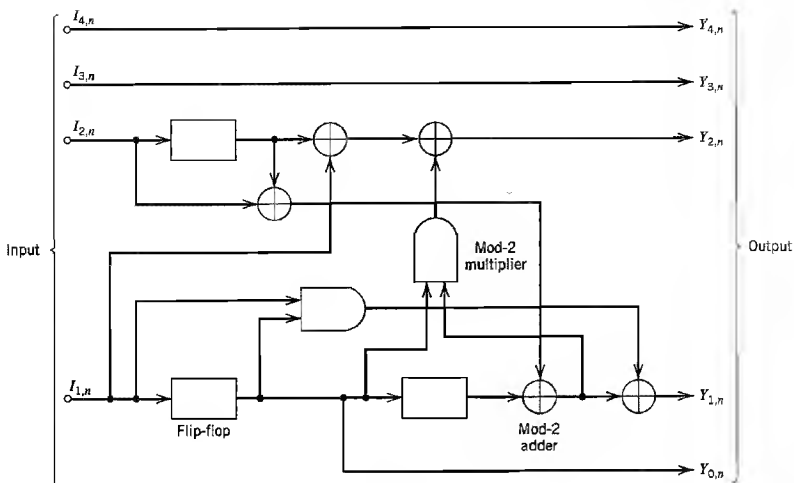 I4,n
Y4,n
I3,n
Y3,n
I2,n
Y2,n
Input
Mod-2
multiplier
Output
I1,n
Y1,n
Flip-flop
Mod-2
adder
Y0,n